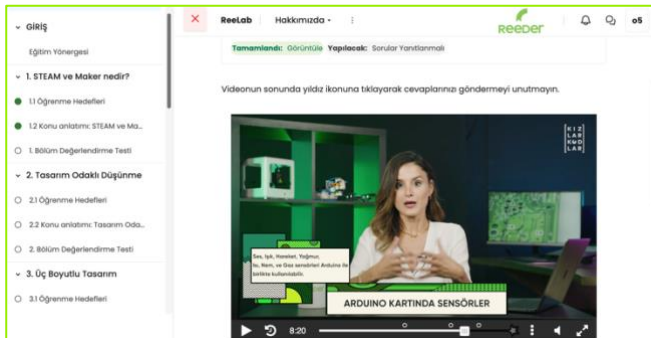 GİRİŞ
Eğitim Yönergesi
1. STEAM ve Maker nedir?
1.1 Öğrenme Hedefleri
1.2 Konu anlatımı: STEAM ve Ma...
1. Bölüm Değerlendirme Testi
2. Tasarım Odaklı Düşünme
2.1 Öğrenme Hedefleri
2.2 Konu anlatımı: Tasarım Oda...
2. Bölüm Değerlendirme Testi
3. Üç Boyutlu Tasarım
3.1 Öğrenme Hedefleri
ReeLab Hakkımızda
Reeder
o5
Tamamlandı: Görüntüle Yapılacak: Sorular Yanıtlanmalı
Videonun sonunda yıldız ikonuna tıklayarak cevaplarınızı göndermeyi unutmayın.
KIZ
LAR
KOD
LAR
Ses, Işık, Hareket, Yağmur,
Isı, Nem, ve Gaz sensörleri Arduino ile
birlikte kullanılabilir.
ARDUINO KARTINDA SENSÖRLER
8:20